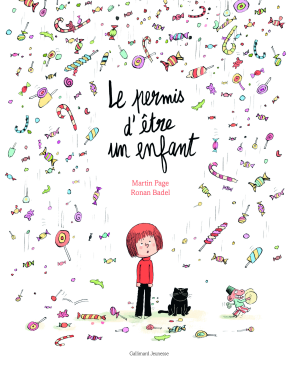 Le permis
d'être
un enfant
Martin Page
Ronan Badel
Gallimard Jeunesse